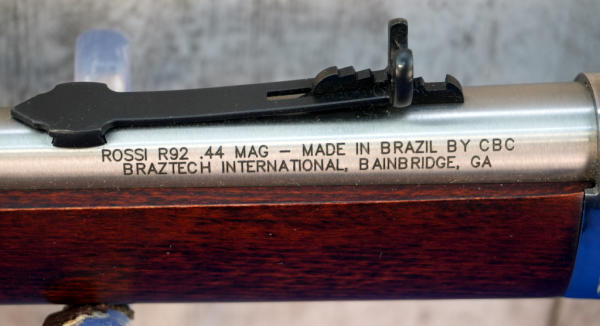 ROSSI R92 .44 MAG – MADE IN BRAZIL BY CBC
BRAZTECH INTERNATIONAL, BAINBRIDGE, GA